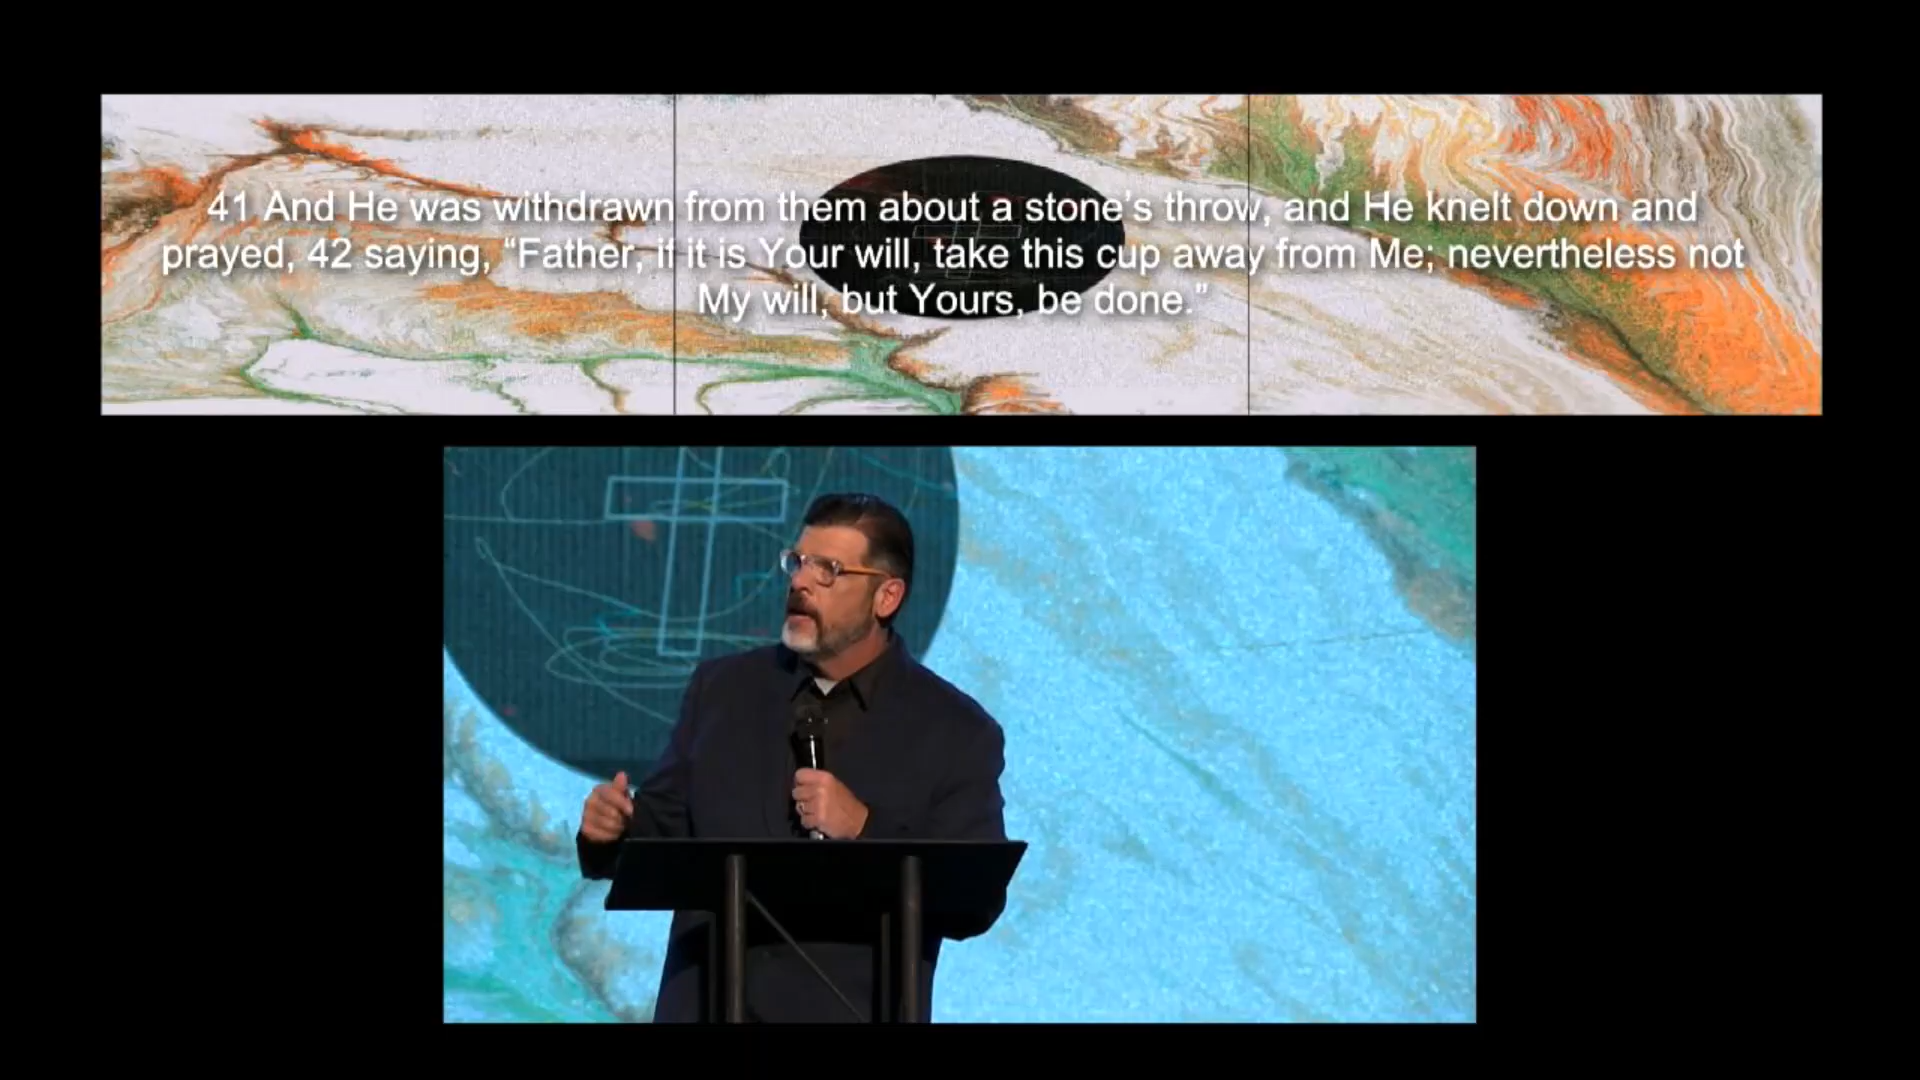 41 And He was withdrawn from them about a stone’s throw, and He knelt down and
prayed, 42 saying, “Father, if it is Your will, take this cup away from Me; nevertheless not
My will, but Yours, be done.”